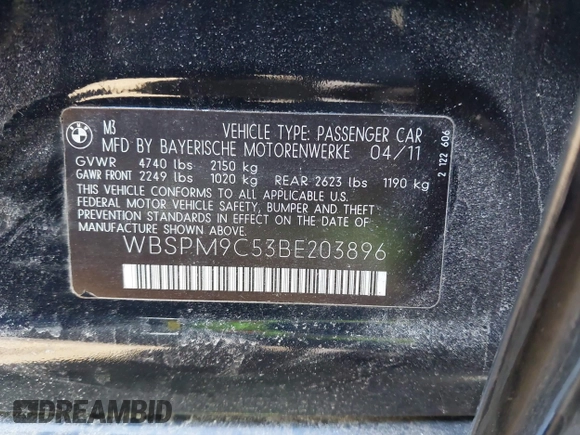 BMW
M3 VEHICLE TYPE: PASSENGER CAR
MFD BY BAYERISCHE MOTORENWERKE 04/11
GVWR 4740 lbs 2150 kg
GAWR FRONT 2249 lbs 1020 kg REAR 2623 lbs 1190 kg
THIS VEHICLE CONFORMS TO ALL APPLICABLE U.S.
FEDERAL MOTOR VEHICLE SAFETY, BUMPER AND THEFT
PREVENTION STANDARDS IN EFFECT ON THE DATE OF
MANUFACTURE SHOWN ABOVE.
WBSPM9C53BE203896
2 122 606
DREAMBID